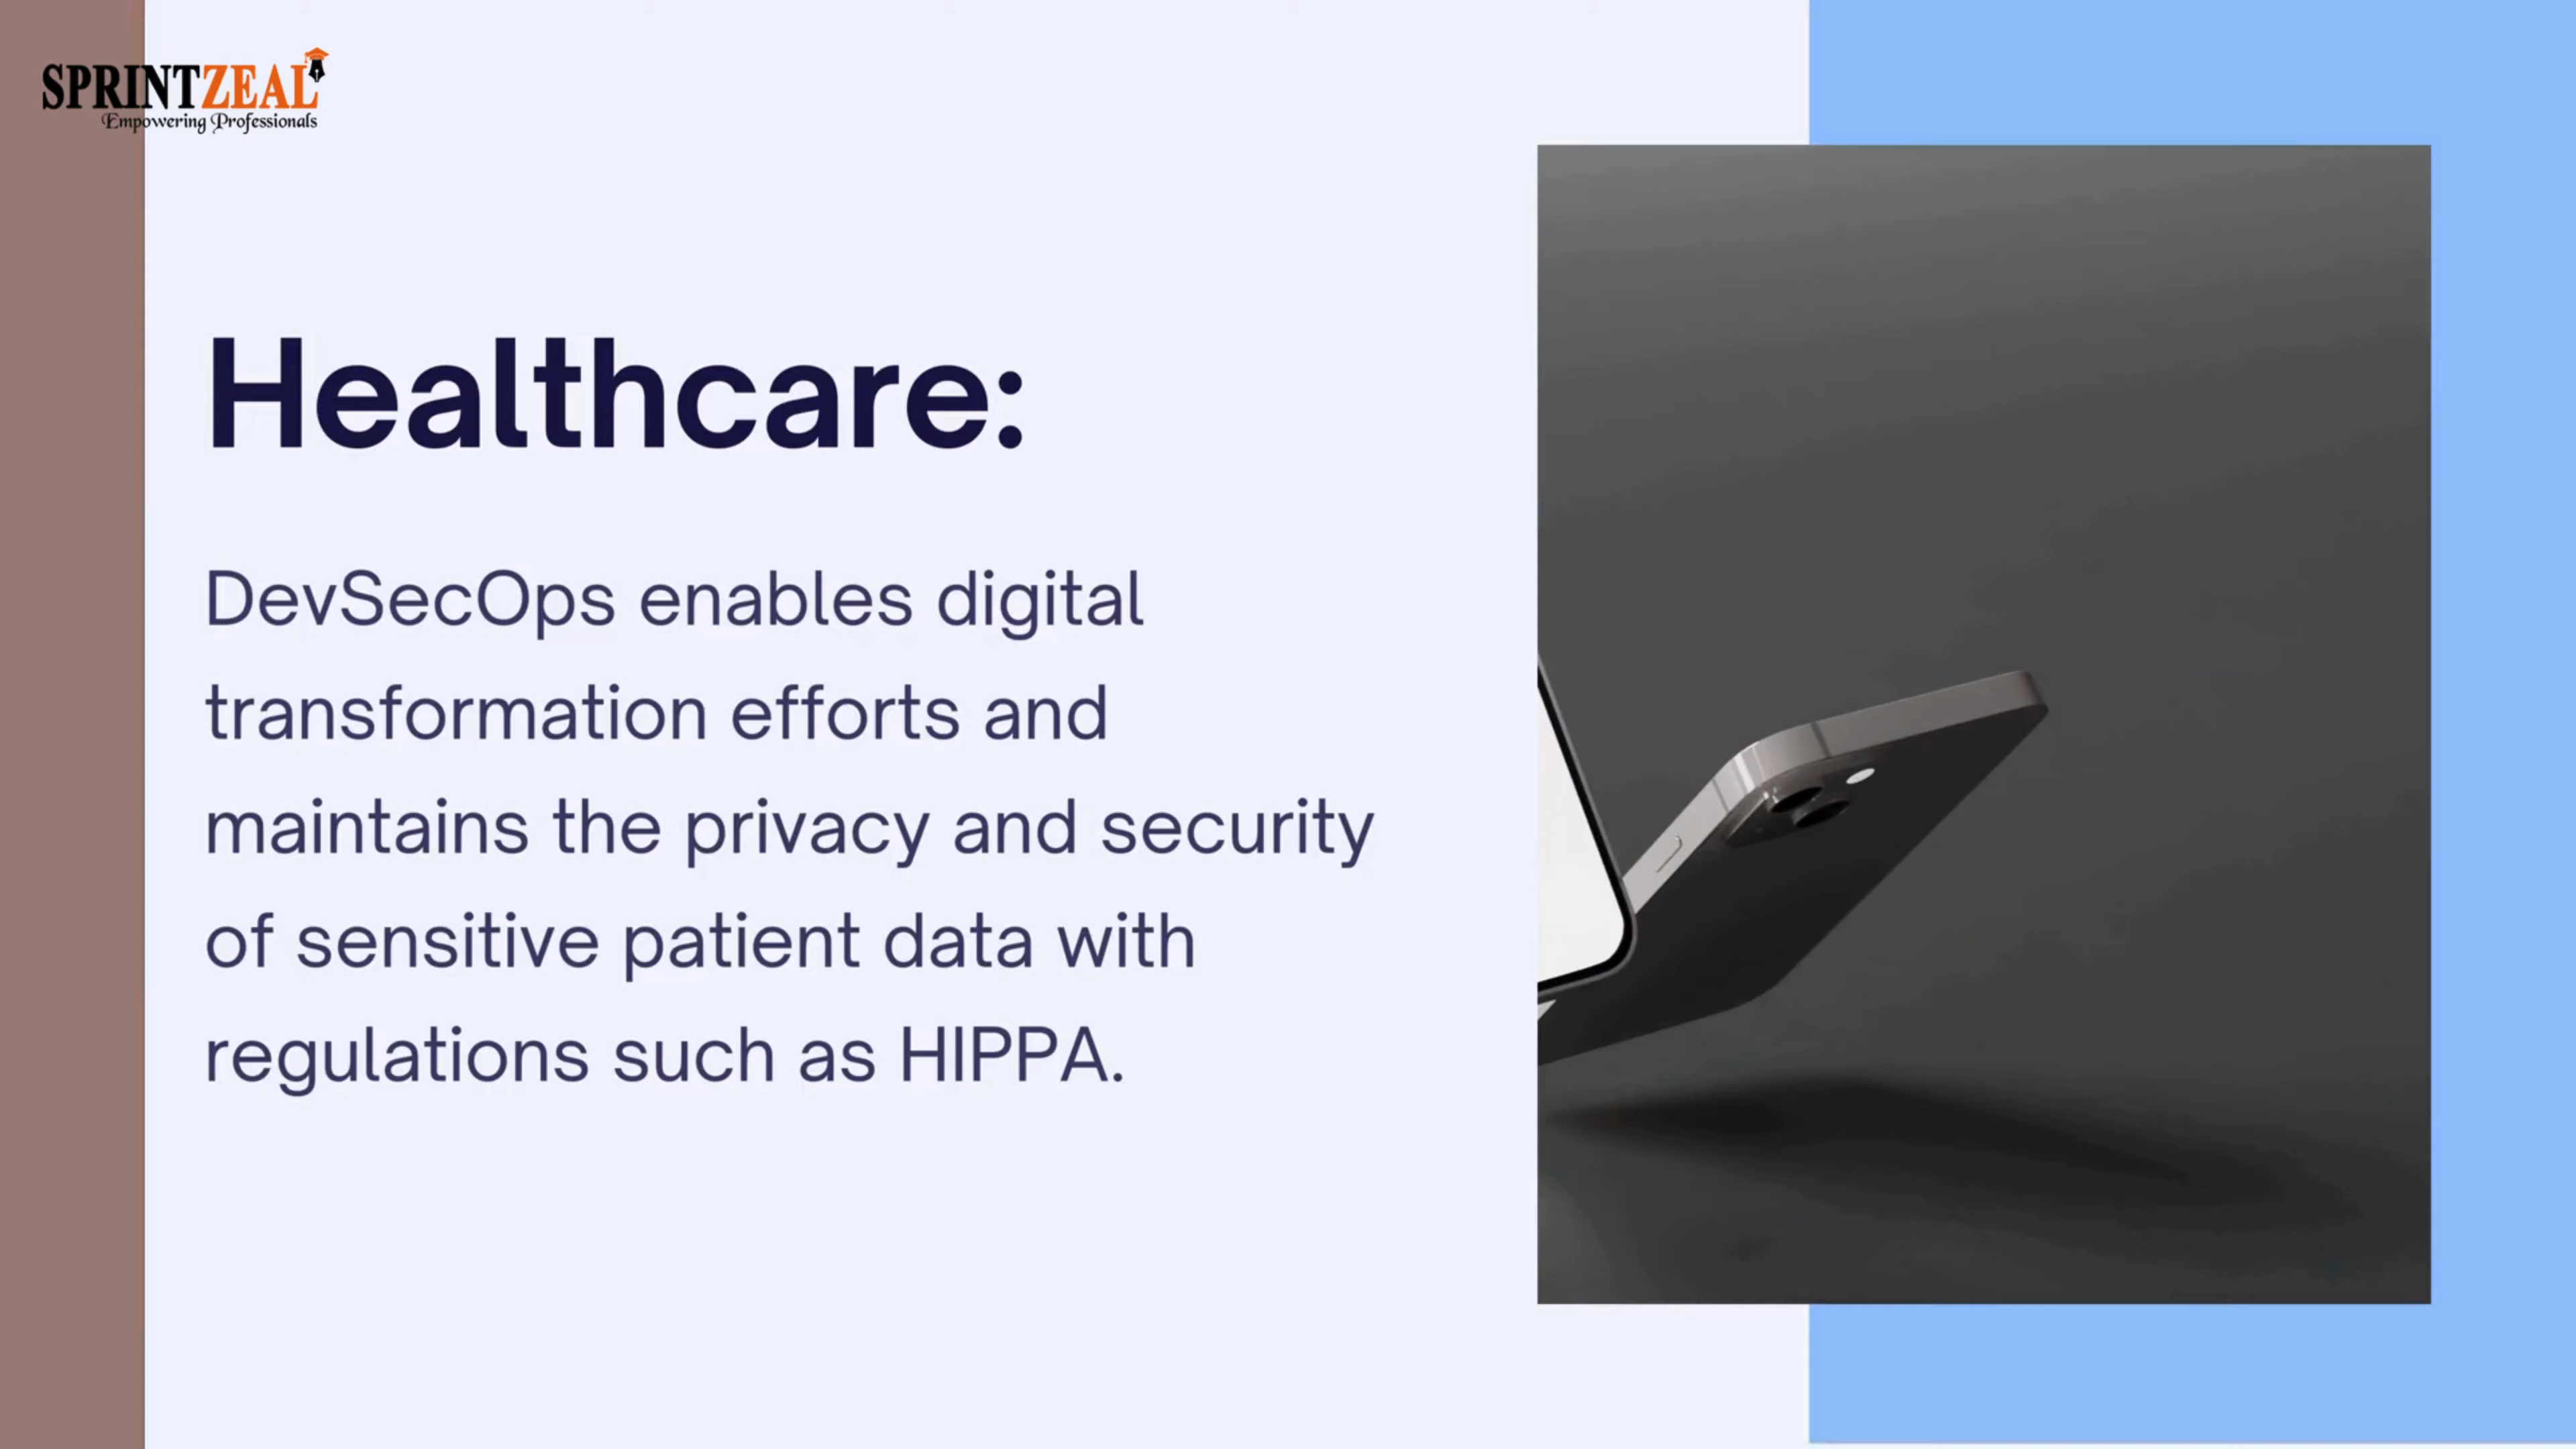 SPRINTZEAL
Empowering Professionals
Healthcare:
DevSecOps enables digital
transformation efforts and
maintains the privacy and security
of sensitive patient data with
regulations such as HIPPA.